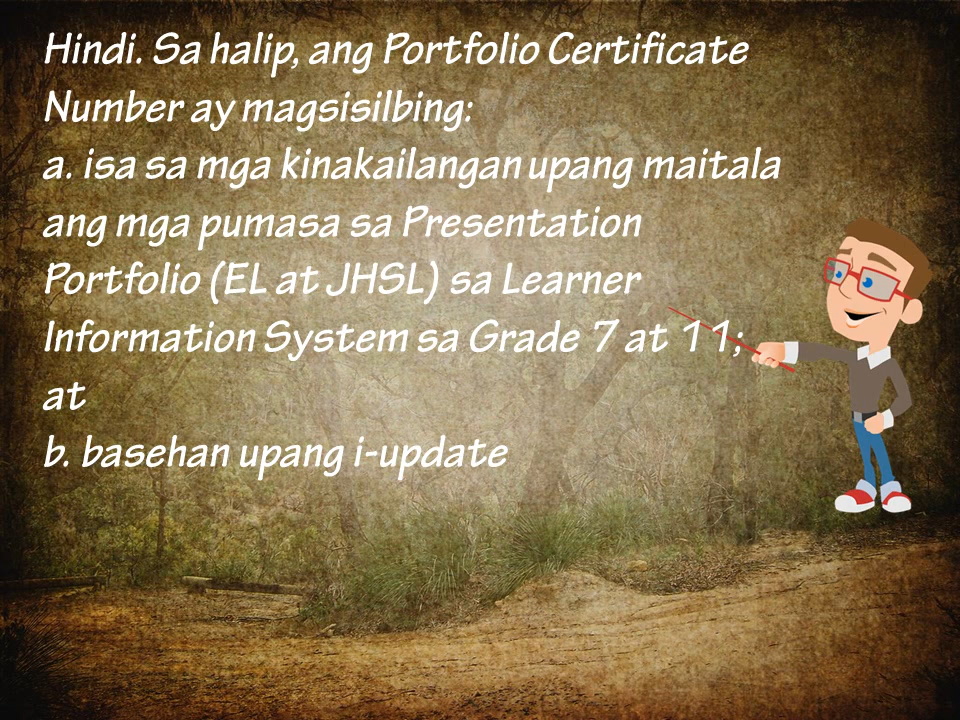 Hindi. Sa halip, ang Portfolio Certificate
Number ay magsisilbing:
a. isa sa mga kinakailangan upang maitala
ang mga pumasa sa Presentation
Portfolio (EL at JHSL) sa Learner
Information System sa Grade 7 at 11;
at
b. basehan upang i-update